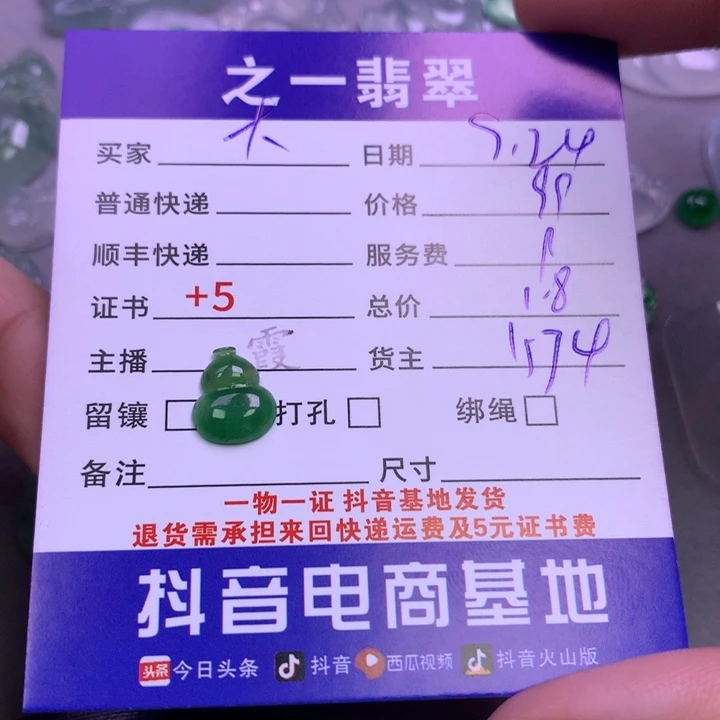 之一翡翠
买家 大 日期 5.24
普通快递 价格
顺丰快递 服务费
证书 +5 总价 1.8
主播 霞 货主 1574
留镶 打孔 绑绳
备注 尺寸
一物一证 抖音基地发货
退货需承担来回快递运费及5元证书费
抖音电商基地
头条 今日头条 抖音 西瓜视频 抖音火山版